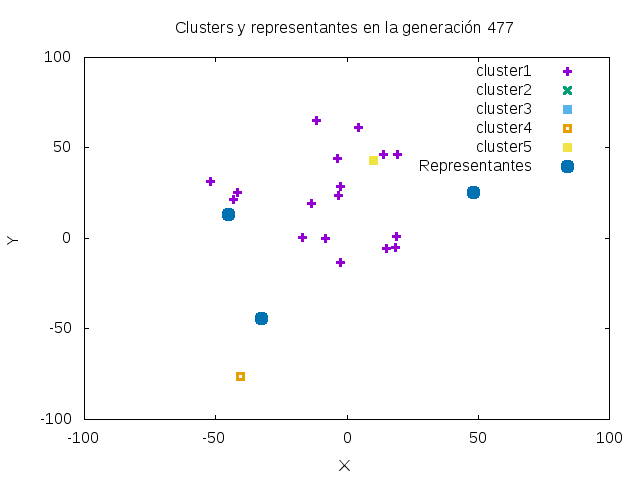 Clusters y representantes en la generación 477
100
50
0
-50
-100
-100
-50
0
50
100
Y
X
cluster1
cluster2
cluster3
cluster4
cluster5
Representantes